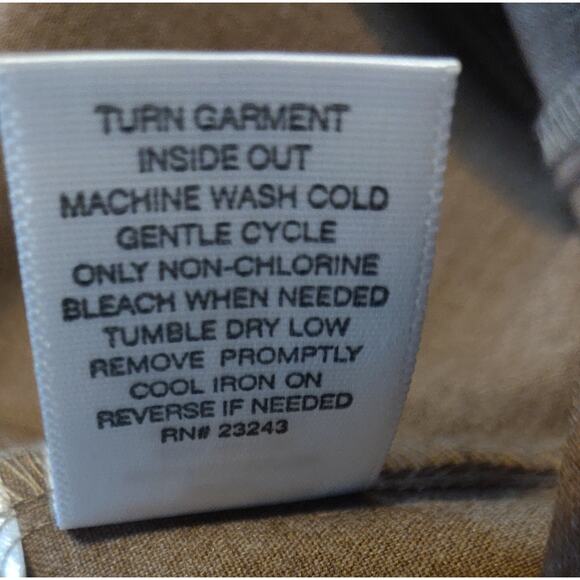 TURN GARMENT
INSIDE OUT
MACHINE WASH COLD
GENTLE CYCLE
ONLY NON-CHLORINE
BLEACH WHEN NEEDED
TUMBLE DRY LOW
REMOVE PROMPTLY
COOL IRON ON
REVERSE IF NEEDED
RN# 23243